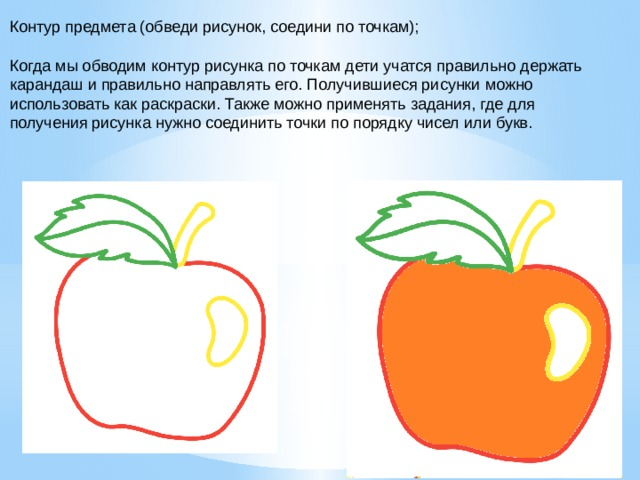 Контур предмета (обведи рисунок, соедини по точкам);
Когда мы обводим контур рисунка по точкам дети учатся правильно держать
карандаш и правильно направлять его. Получившиеся рисунки можно
использовать как раскраски. Также можно применять задания, где для
получения рисунка нужно соединить точки по порядку чисел или букв.